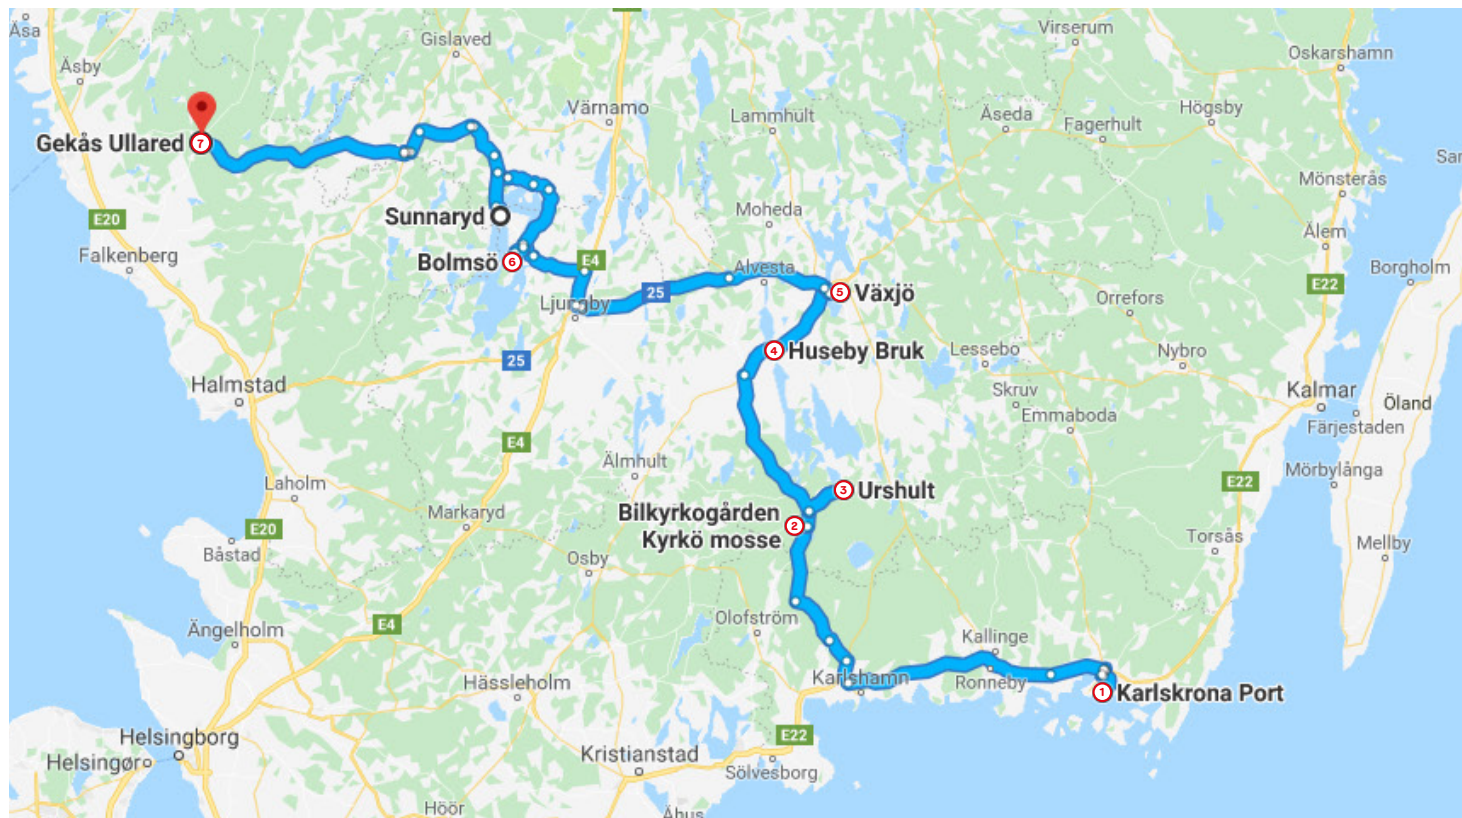 Åsa
Gislaved
Virserum
Oskarshamn
Åsby
Värnamo
Lammhult
Åseda
Högsby
Fagerhult
Gekås Ullared
7
Sar
Mönsterås
E20
Sunnaryd
Moheda
Ålem
Falkenberg
Bolmsö
6
E4
Alvesta
Borgholm
E22
25
5
Växjö
Ljungby
Orrefors
25
4
Huseby Bruk
Lessebo
Nybro
Halmstad
Skruv
Kalmar
Öland
Emmaboda
Färjestaden
E4
Älmhult
Mörbylånga
Laholm
3
Urshult
E22
Markaryd
Bilkyrkogården
Kyrkö mosse
2
E20
Båstad
Torsås
Mellby
Osby
Olofström
E4
Ängelholm
Kallinge
Karlshamn
Ronneby
Hässleholm
1
Karlskrona Port
Helsingborg
E22
Helsingør
Kristianstad
Sölvesborg
Höör
Åhus